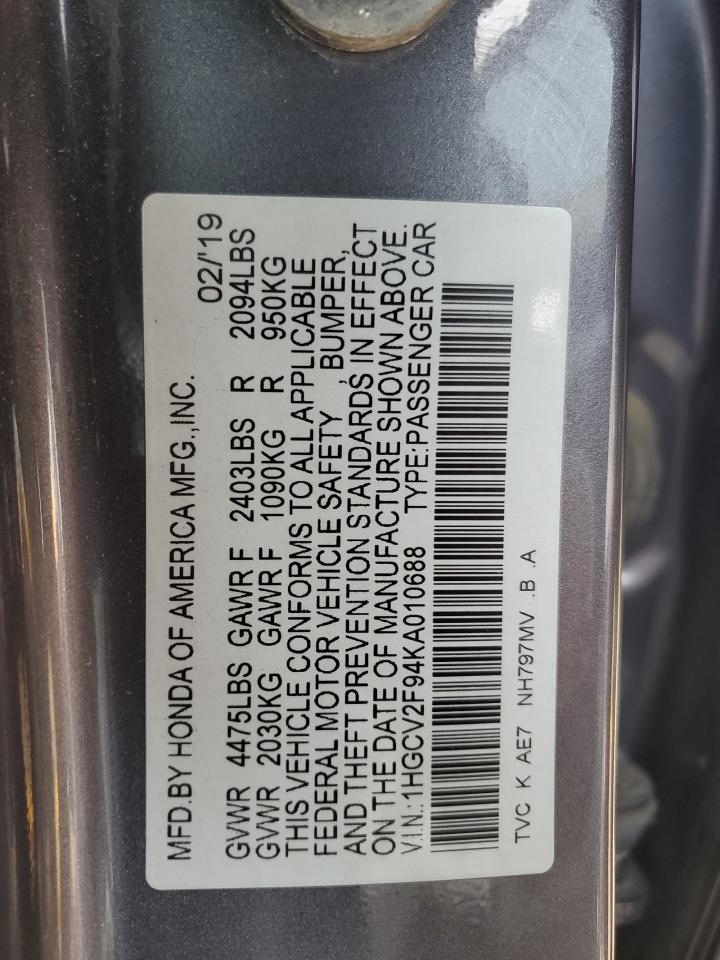 MFD.BY HONDA OF AMERICA MFG.,INC. 02/'19
GVWR 4475LBS GAWR F 2403LBS R 2094LBS
GVWR 2030KG GAWR F 1090KG R 950KG
THIS VEHICLE CONFORMS TO ALL APPLICABLE
FEDERAL MOTOR VEHICLE SAFETY , BUMPER,
AND THEFT PREVENTION STANDARDS IN EFFECT
ON THE DATE OF MANUFACTURE SHOWN ABOVE.
V.I.N.:1HGCV2F94KA010688 TYPE:PASSENGER CAR
TVC K AE7 NH797MV .B .A